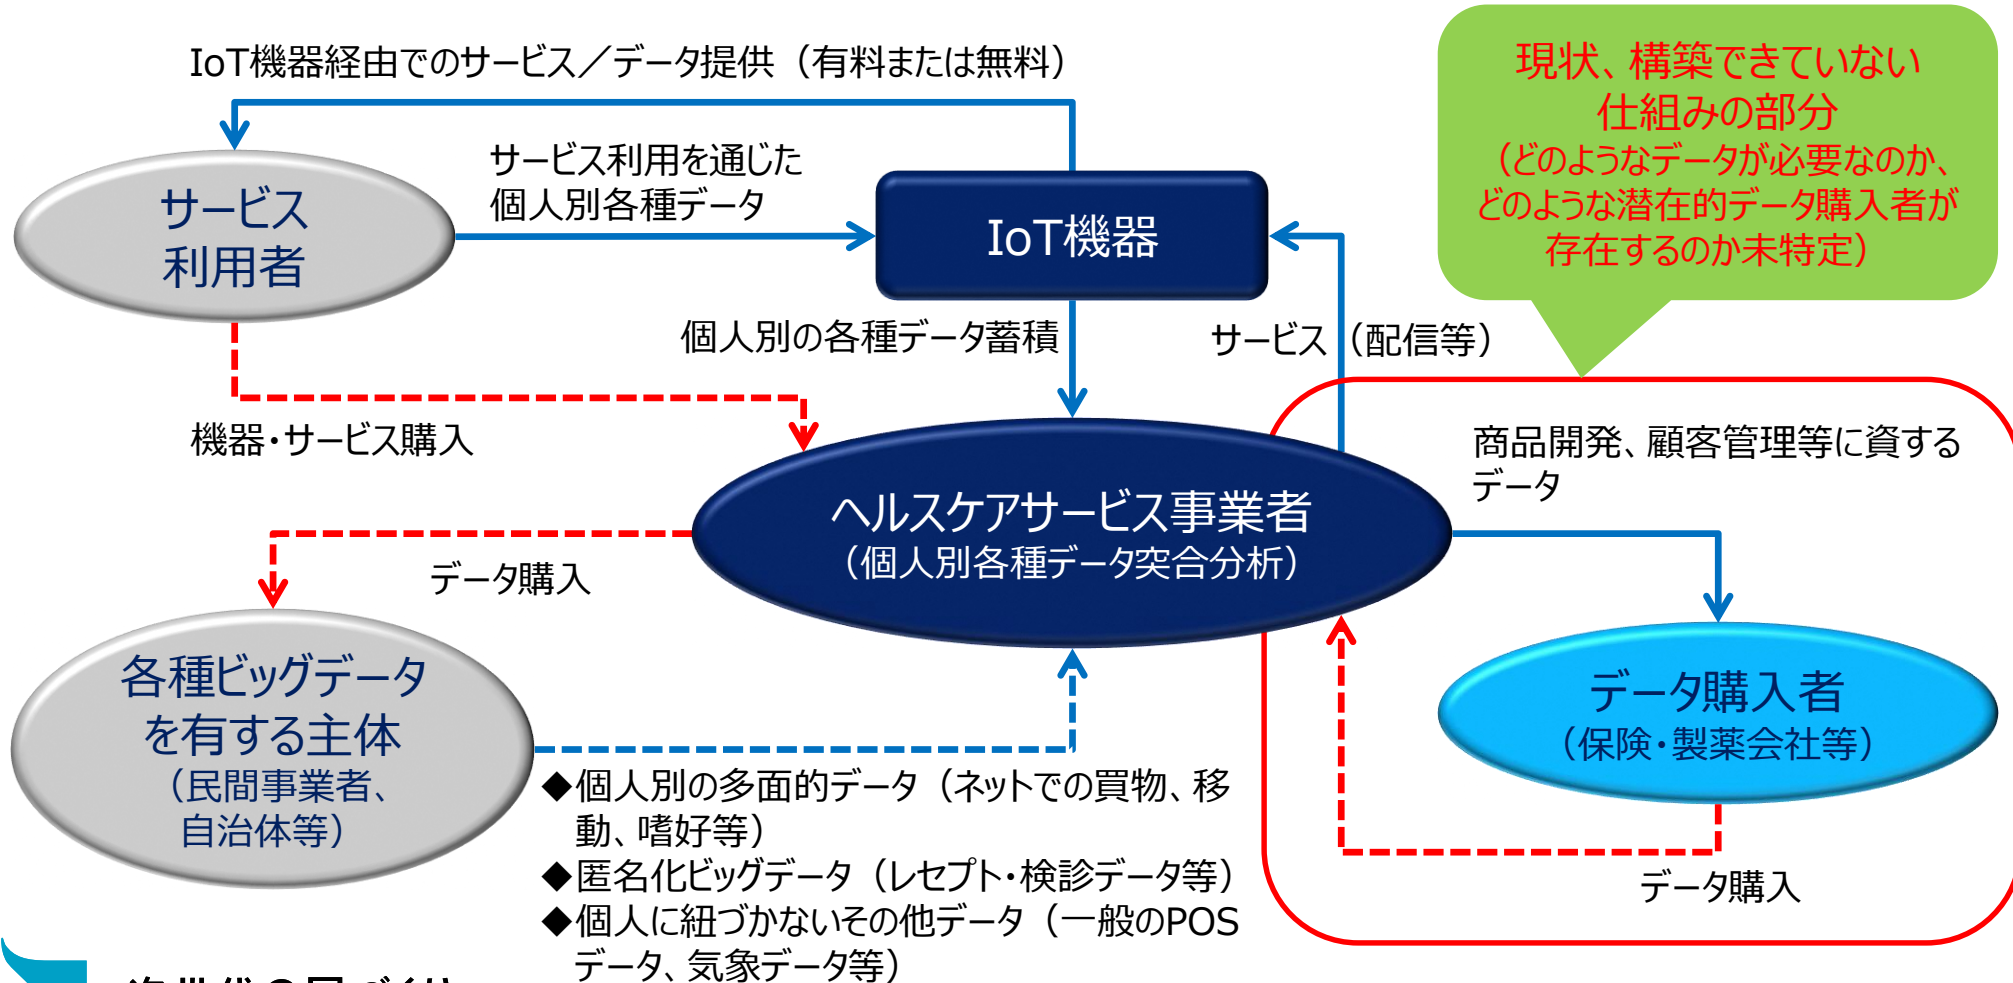 IoT機器経由でのサービス／データ提供（有料または無料）
現状、構築できていない
仕組みの部分
（どのようなデータが必要なのか、
どのような潜在的データ購入者が
存在するのか未特定）
サービス利用を通じた
個人別各種データ
サービス
利用者
IoT機器
個人別の各種データ蓄積
サービス（配信等）
機器・サービス購入
商品開発、顧客管理等に資する
データ
ヘルスケアサービス事業者
（個人別各種データ突合分析）
データ購入
各種ビッグデータ
を有する主体
（民間事業者、
自治体等）
データ購入者
（保険・製薬会社等）
◆個人別の多面的データ（ネットでの買物、移
動、嗜好等）
◆匿名化ビッグデータ（レセプト・検診データ等）
◆個人に紐づかないその他データ（一般のPOS
データ、気象データ等）
データ購入